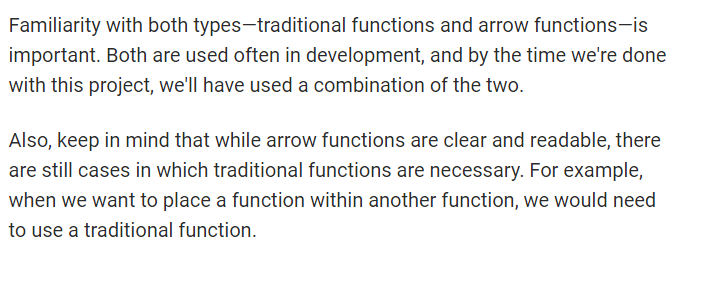 Familiarity with both types—traditional functions and arrow functions—is
important. Both are used often in development, and by the time we're done
with this project, we'll have used a combination of the two.
Also, keep in mind that while arrow functions are clear and readable, there
are still cases in which traditional functions are necessary. For example,
when we want to place a function within another function, we would need
to use a traditional function.